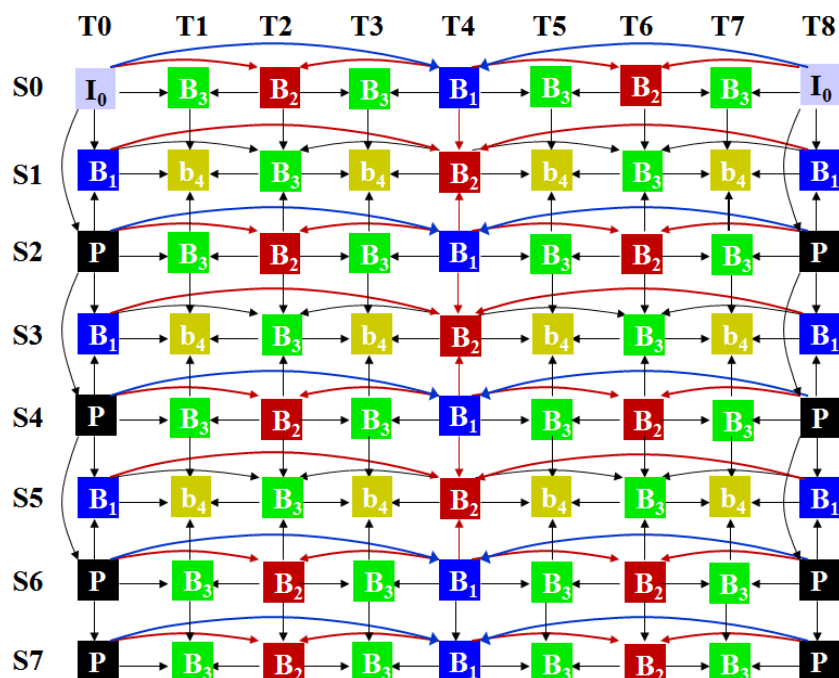 T0 T1 T2 T3 T4 T5 T6 T7 T8
S0 I₀ B₃ B₂ B₃ B₁ B₃ B₂ B₃ I₀
S1 B₁ b₄ B₃ b₄ B₂ b₄ B₃ b₄ B₁
S2 P B₃ B₂ B₃ B₁ B₃ B₂ B₃ P
S3 B₁ b₄ B₃ b₄ B₂ b₄ B₃ b₄ B₁
S4 P B₃ B₂ B₃ B₁ B₃ B₂ B₃ P
S5 B₁ b₄ B₃ b₄ B₂ b₄ B₃ b₄ B₁
S6 P B₃ B₂ B₃ B₁ B₃ B₂ B₃ P
S7 P B₃ B₂ B₃ B₁ B₃ B₂ B₃ P